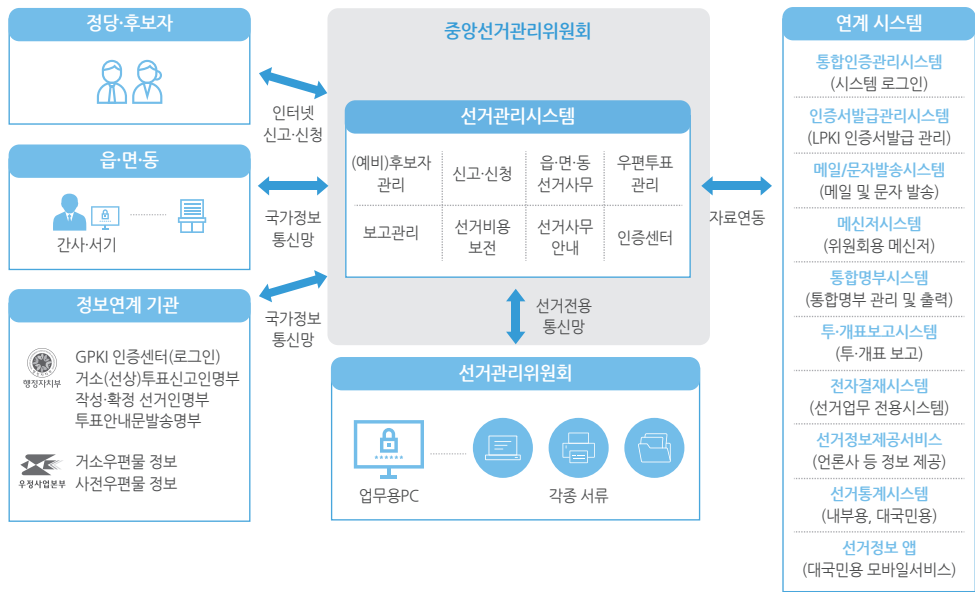 정당·후보자
인터넷
신고·신청
읍·면·동
간사·서기
국가정보
통신망
정보연계 기관
행정자치부
GPKI 인증센터(로그인)
거소(선상)투표신고인명부
작성·확정 선거인명부
투표안내문발송명부
우정사업본부
거소우편물 정보
사전우편물 정보
국가정보
통신망
중앙선거관리위원회
선거관리시스템
(예비)후보자
관리
신고·신청
읍·면·동
선거사무
우편투표
관리
보고관리
선거비용
보전
선거사무
안내
인증센터
선거전용
통신망
선거관리위원회
업무용PC
각종 서류
자료연동
연계 시스템
통합인증관리시스템
(시스템 로그인)
인증서발급관리시스템
(LPKI 인증서발급 관리)
메일/문자발송시스템
(메일 및 문자 발송)
메신저시스템
(위원회용 메신저)
통합명부시스템
(통합명부 관리 및 출력)
투·개표보고시스템
(투·개표 보고)
전자결재시스템
(선거업무 전용시스템)
선거정보제공서비스
(언론사 등 정보 제공)
선거통계시스템
(내부용, 대국민용)
선거정보 앱
(대국민용 모바일서비스)